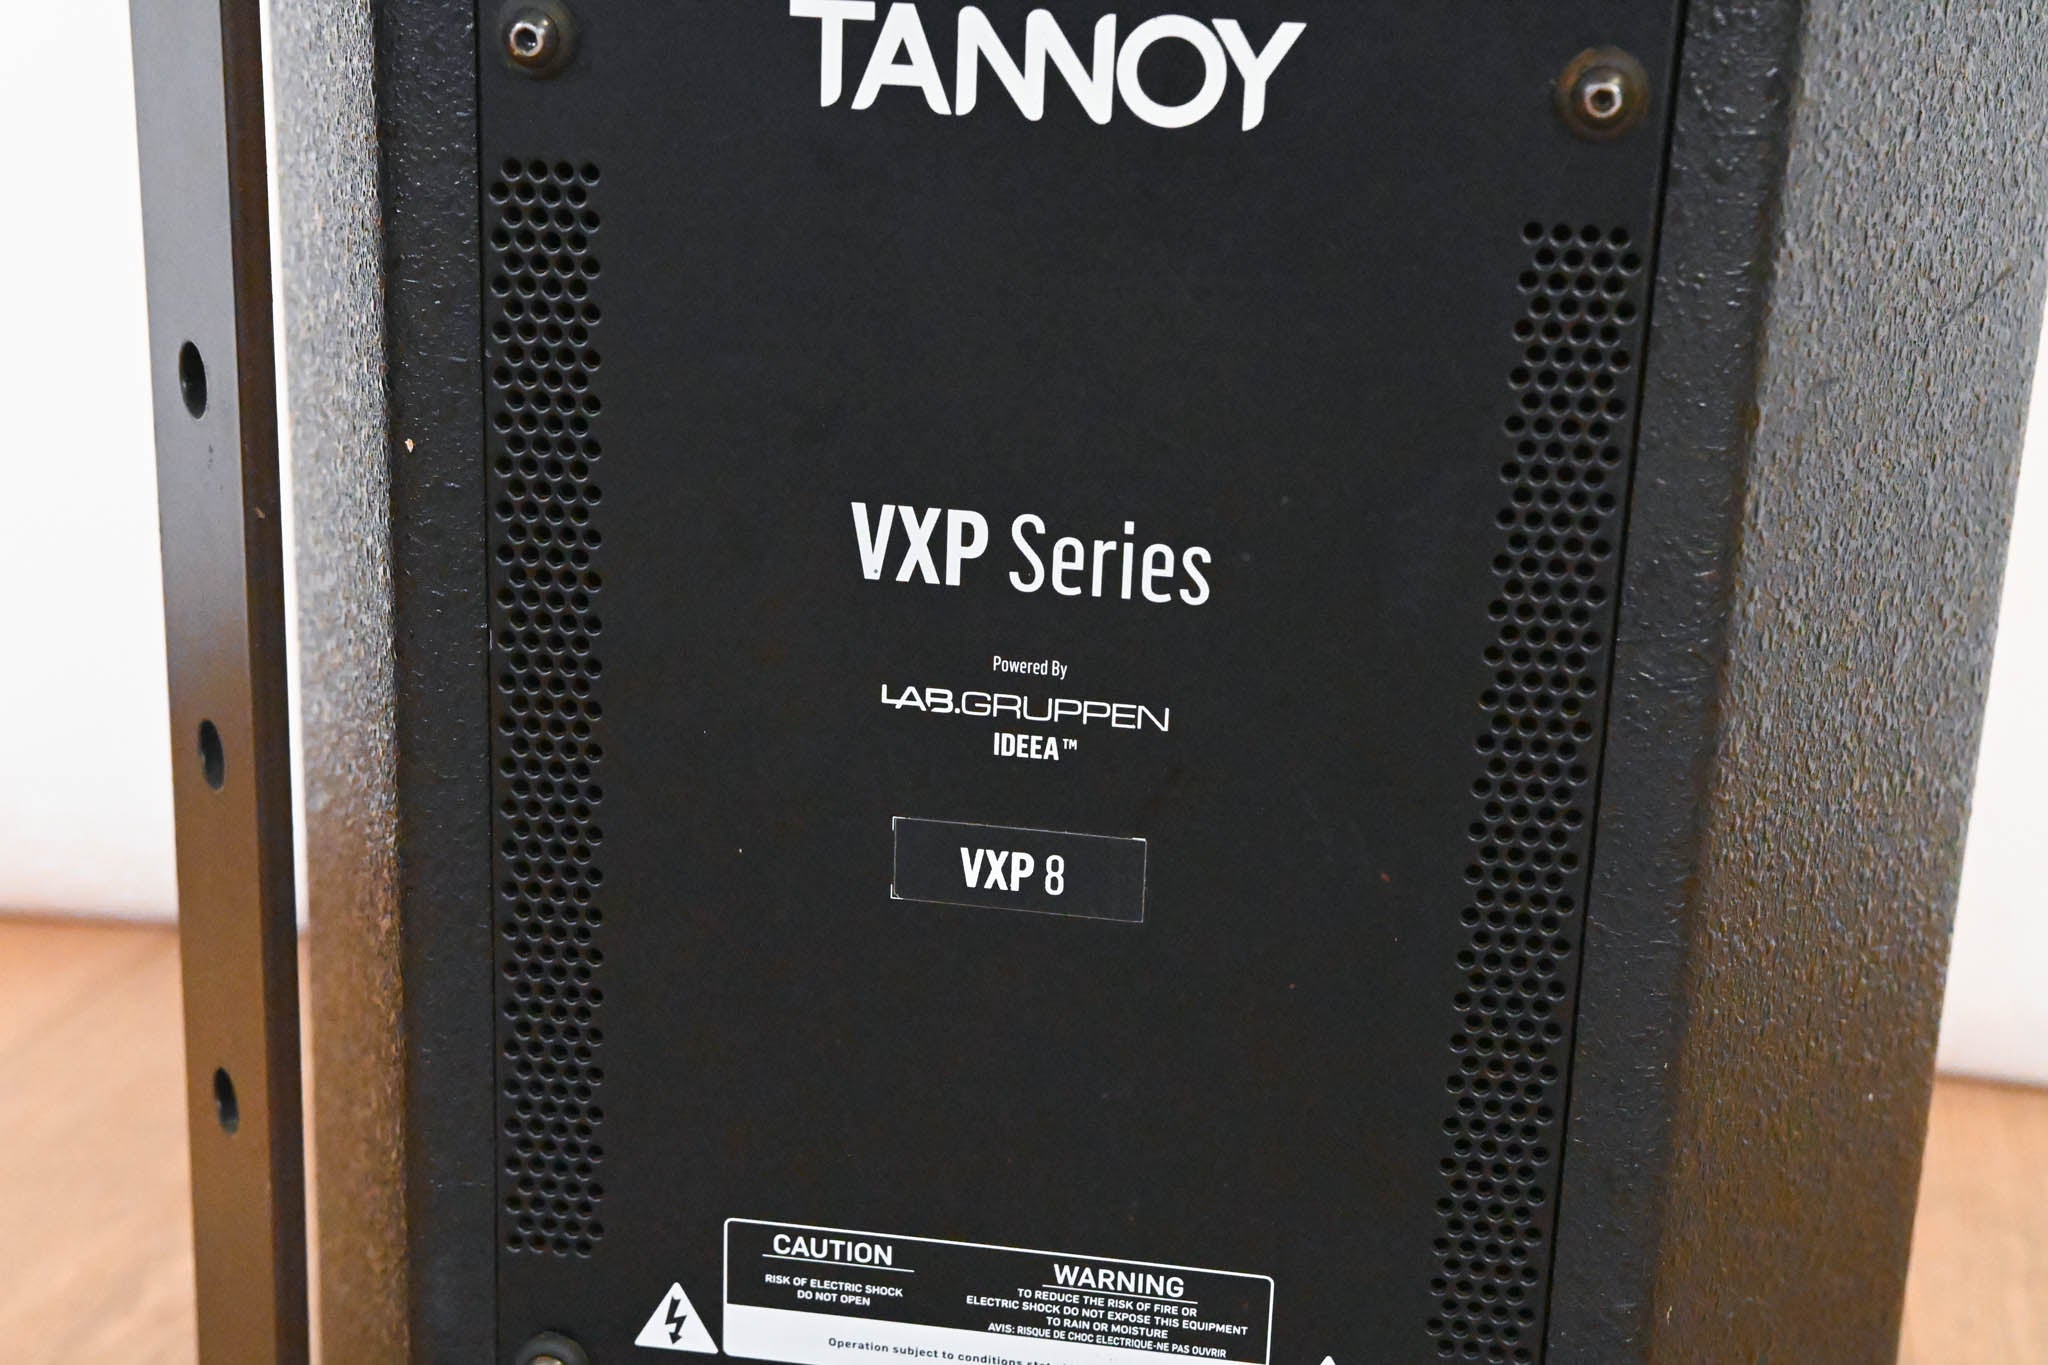 TANNOY
VXP Series
Powered By
LAB.GRUPPEN
IDEEA™
VXP 8
CAUTION
RISK OF ELECTRIC SHOCK
DO NOT OPEN
WARNING
TO REDUCE THE RISK OF FIRE OR
ELECTRIC SHOCK DO NOT EXPOSE THIS EQUIPMENT
TO RAIN OR MOISTURE
AVIS: RISQUE DE CHOC ELECTRIQUE-NE PAS OUVRIR
Operation subject to conditions